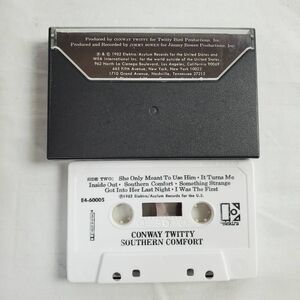 Produced by CONWAY TWITTY for Twitty Bird Productions, Inc.
Produced and Recorded by JIMMY BOWEN for Jimmy Bowen Productions, Inc.
℗ & © 1982 Elektra/Asylum Records for the United States and
WEA International Inc. for the world outside of the United States.
962 North La Cienega Boulevard, Los Angeles, California 90069
665 Fifth Avenue, New York, New York 10022
1710 Grand Avenue, Nashville, Tennessee 37212
SIDE TWO: She Only Meant To Use Him • It Turns Me
Inside Out • Southern Comfort • Something Strange
Got Into Her Last Night • I Was The First
E4-60005
℗1982 Elektra/Asylum Records for the U.S.
CONWAY TWITTY
SOUTHERN COMFORT